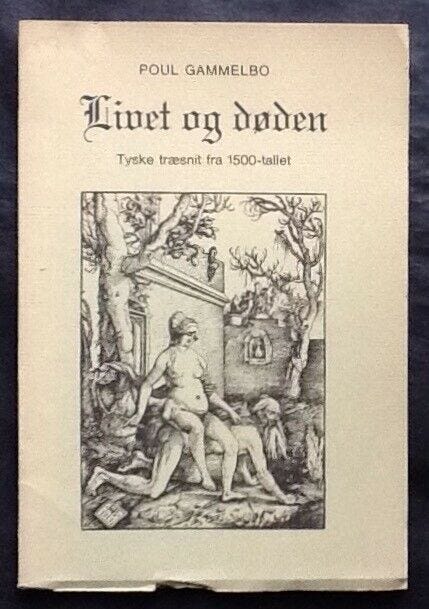 POUL GAMMELBO
Livet og døden
Tyske træsnit fra 1500-tallet